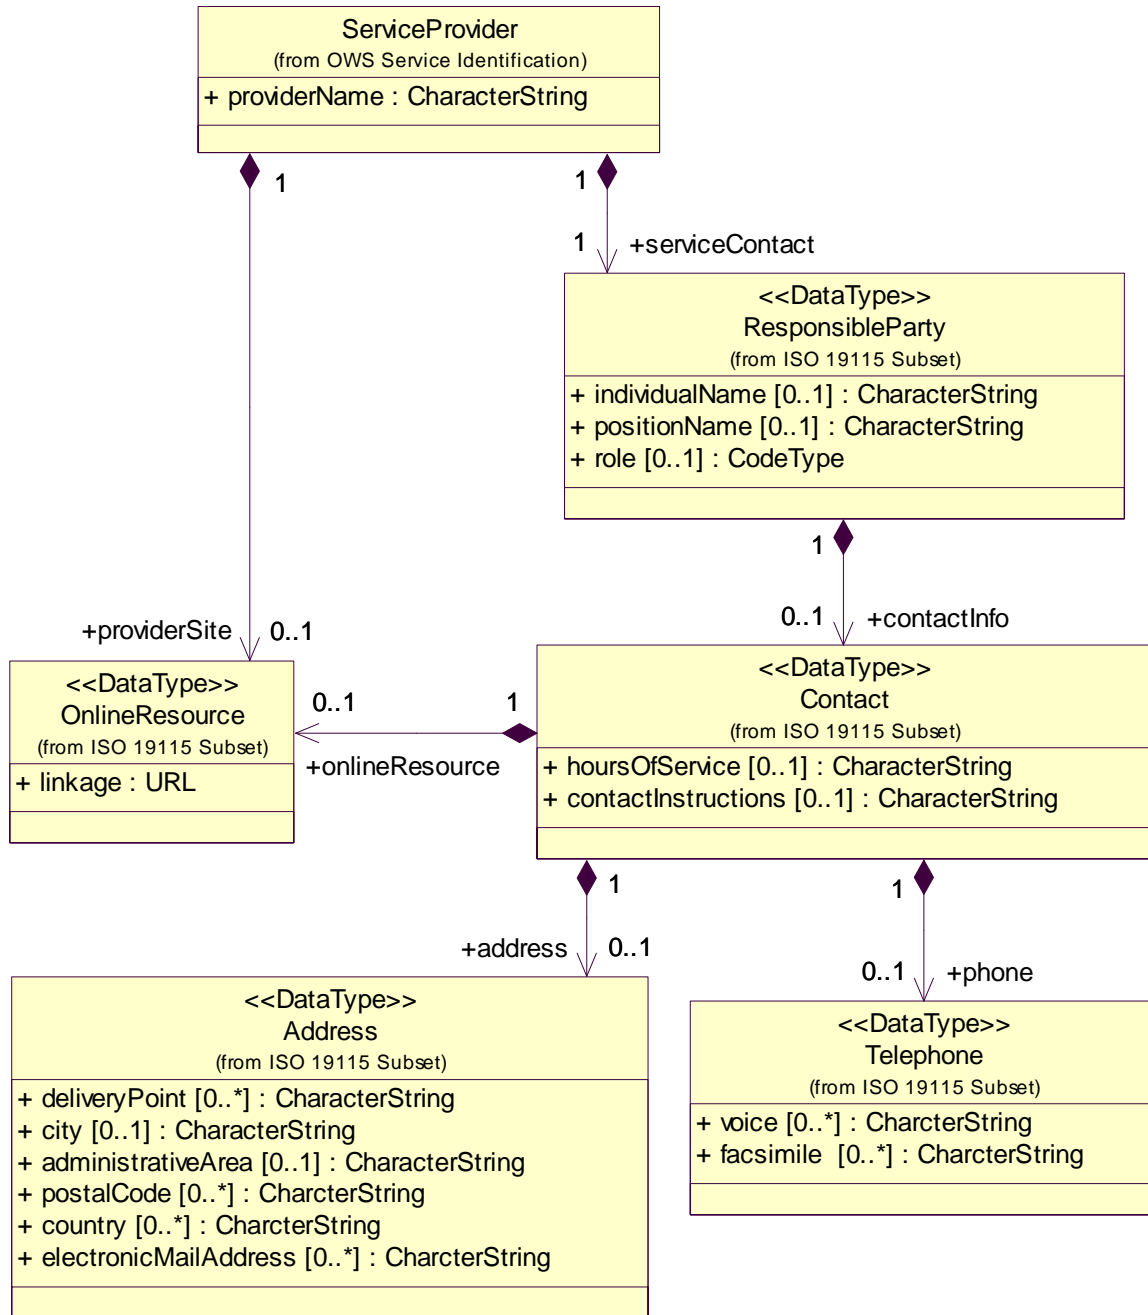 ServiceProvider
(from OWS Service Identification)
+ providerName : CharacterString
1
1
1
+serviceContact
<<DataType>>
ResponsibleParty
(from ISO 19115 Subset)
+ individualName [0..1] : CharacterString
+ positionName [0..1] : CharacterString
+ role [0..1] : CodeType
1
0..1
+contactInfo
+providerSite
0..1
<<DataType>>
OnlineResource
(from ISO 19115 Subset)
+ linkage : URL
0..1
1
+onlineResource
<<DataType>>
Contact
(from ISO 19115 Subset)
+ hoursOfService [0..1] : CharacterString
+ contactInstructions [0..1] : CharacterString
1
+address
0..1
1
0..1
+phone
<<DataType>>
Address
(from ISO 19115 Subset)
+ deliveryPoint [0..*] : CharacterString
+ city [0..1] : CharacterString
+ administrativeArea [0..1] : CharacterString
+ postalCode [0..*] : CharcterString
+ country [0..*] : CharcterString
+ electronicMailAddress [0..*] : CharcterString
<<DataType>>
Telephone
(from ISO 19115 Subset)
+ voice [0..*] : CharcterString
+ facsimile [0..*] : CharcterString